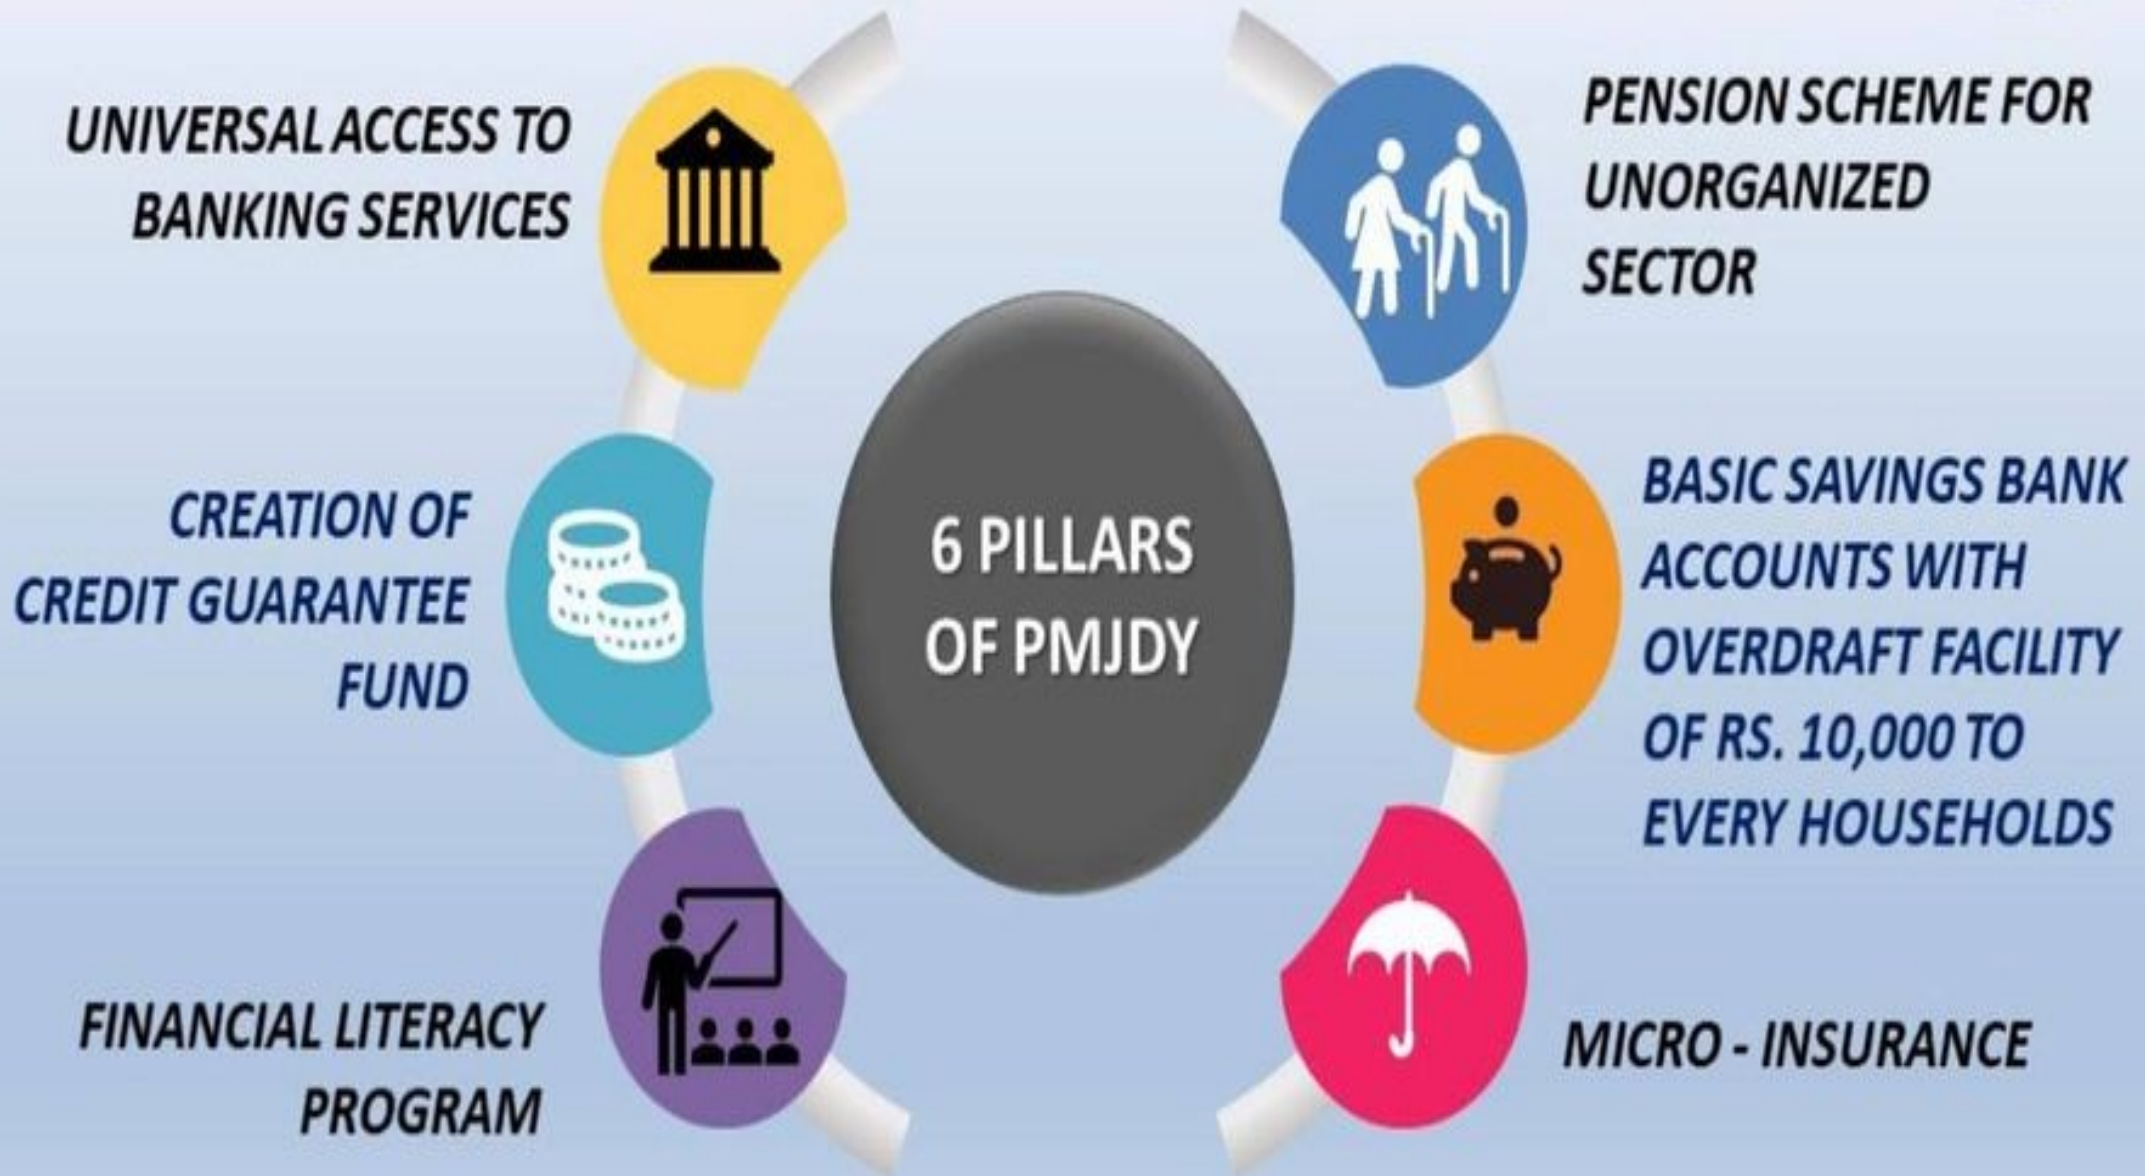 UNIVERSAL ACCESS TO
BANKING SERVICES
CREATION OF
CREDIT GUARANTEE
FUND
FINANCIAL LITERACY
PROGRAM
6 PILLARS
OF PMJDY
PENSION SCHEME FOR
UNORGANIZED
SECTOR
BASIC SAVINGS BANK
ACCOUNTS WITH
OVERDRAFT FACILITY
OF RS. 10,000 TO
EVERY HOUSEHOLDS
MICRO - INSURANCE